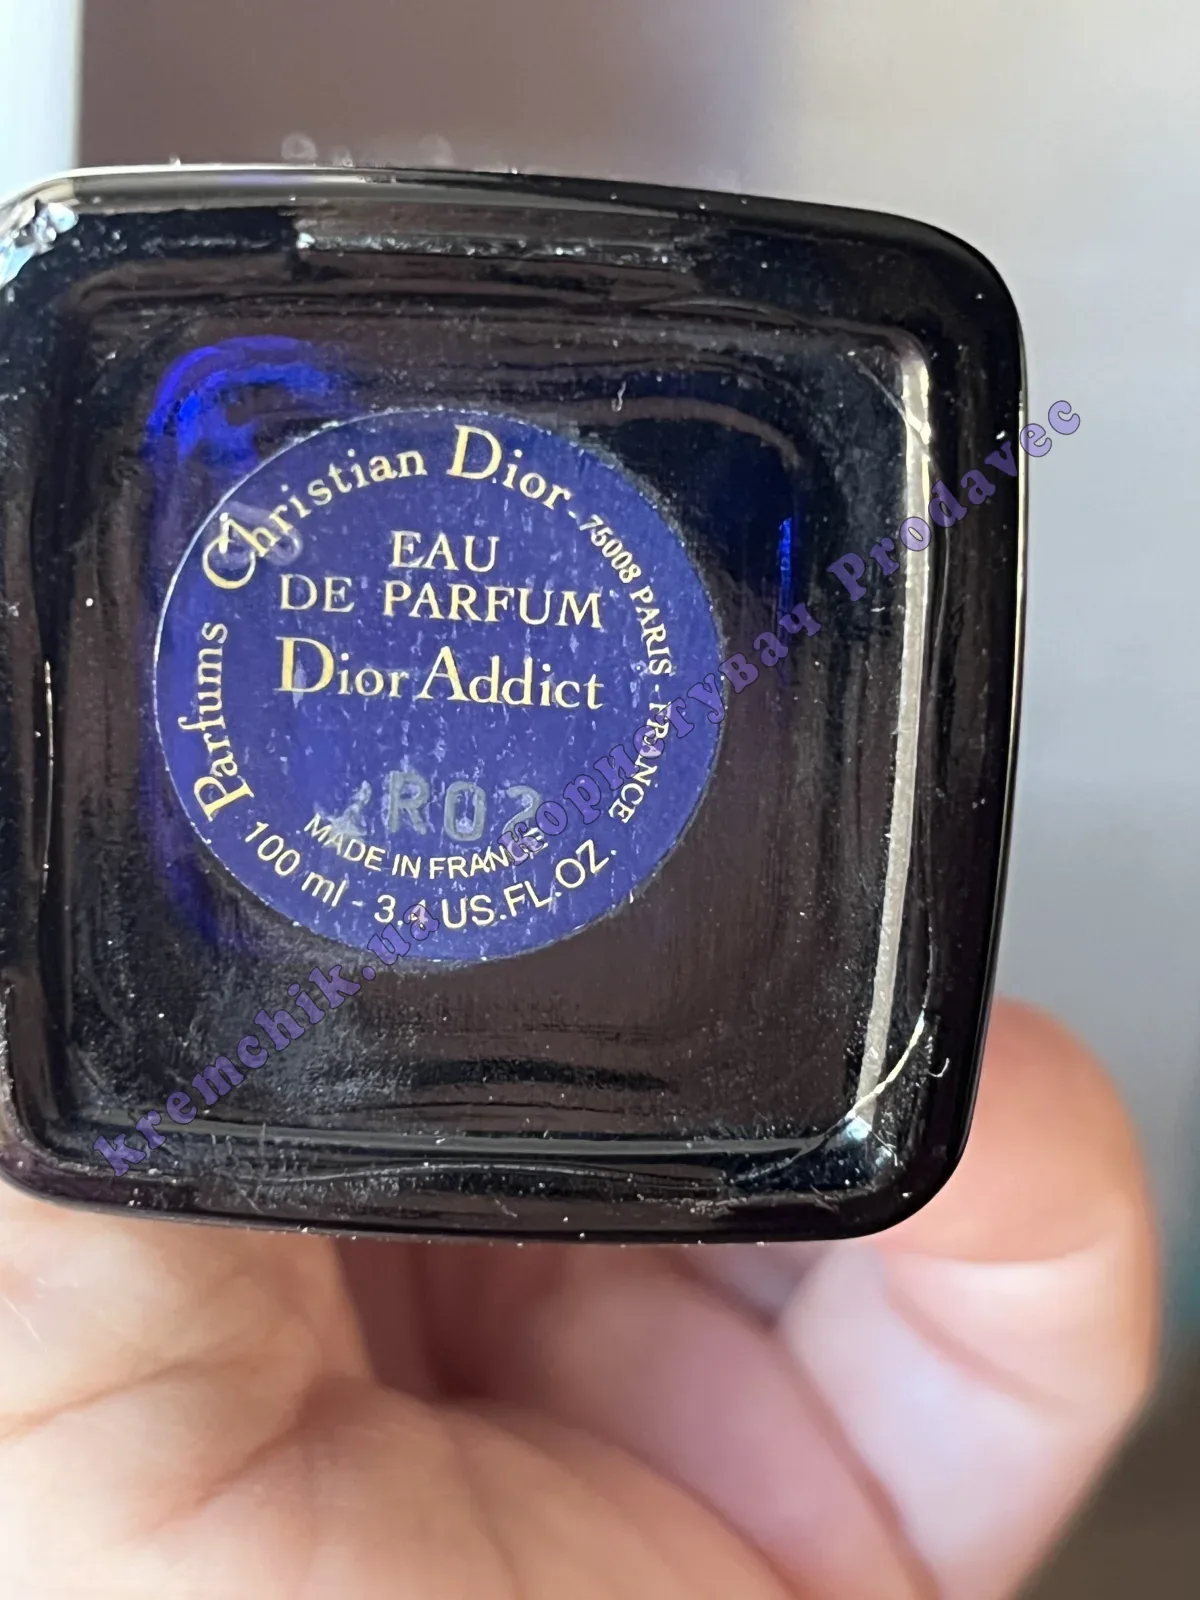 Parfums Christian Dior - 75008 PARIS - FRANCE
EAU
DE PARFUM
Dior Addict
2R02
MADE IN FRANCE
100 ml - 3.4 US.FL.OZ.
kremchik.ua користуВач Prodavec